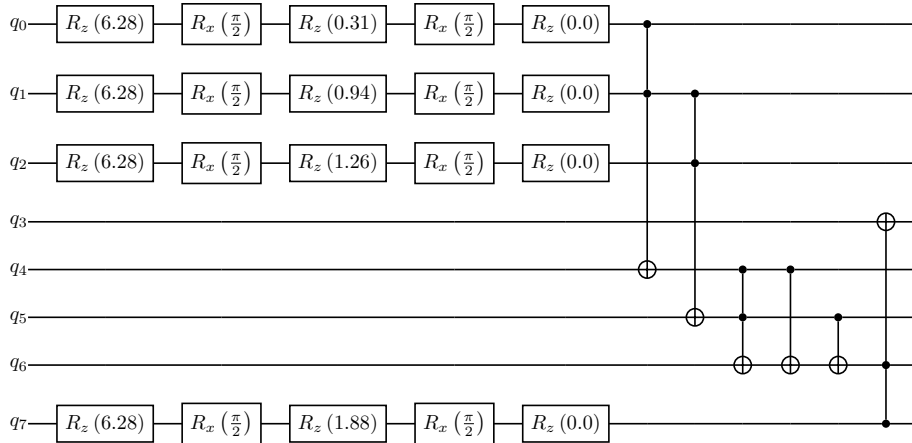 q0 Rz (6.28) Rx (π/2) Rz (0.31) Rx (π/2) Rz (0.0)
q1 Rz (6.28) Rx (π/2) Rz (0.94) Rx (π/2) Rz (0.0)
q2 Rz (6.28) Rx (π/2) Rz (1.26) Rx (π/2) Rz (0.0)
q3
q4
q5
q6
q7 Rz (6.28) Rx (π/2) Rz (1.88) Rx (π/2) Rz (0.0)